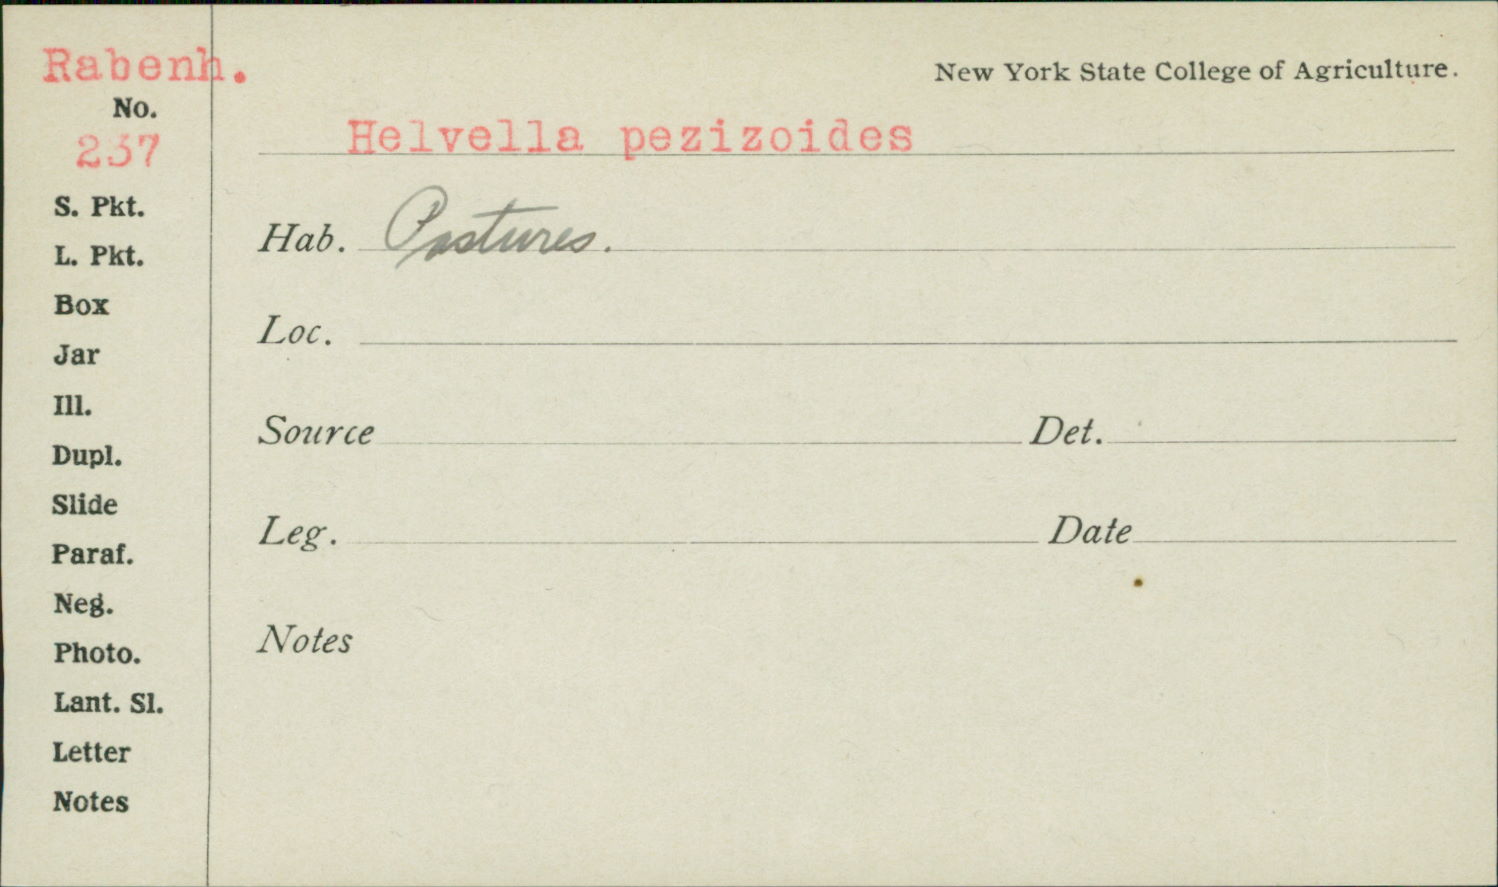 Rabenh.
New York State College of Agriculture.
No.
237
Helvella pezizoides
S. Pkt.
Hab. Pastures.
L. Pkt.
Box
Loc.
Jar
Ill.
Source Det.
Dupl.
Slide
Leg. Date
Paraf.
Neg.
Notes
Photo.
Lant. Sl.
Letter
Notes